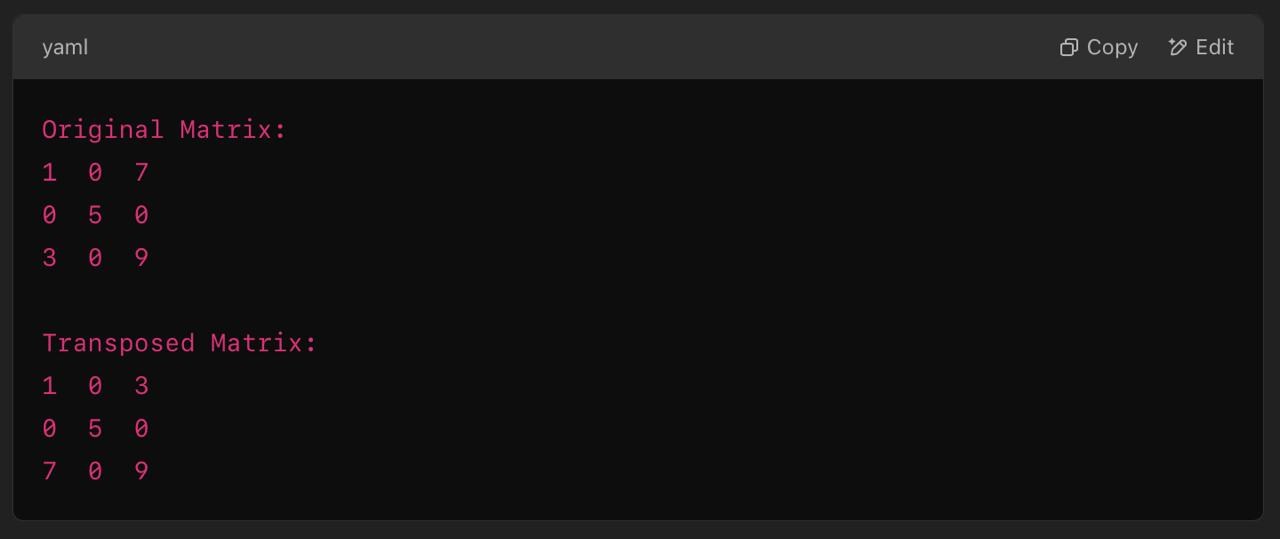 yaml
Copy Edit
Original Matrix:
1  0  7
0  5  0
3  0  9
Transposed Matrix:
1  0  3
0  5  0
7  0  9